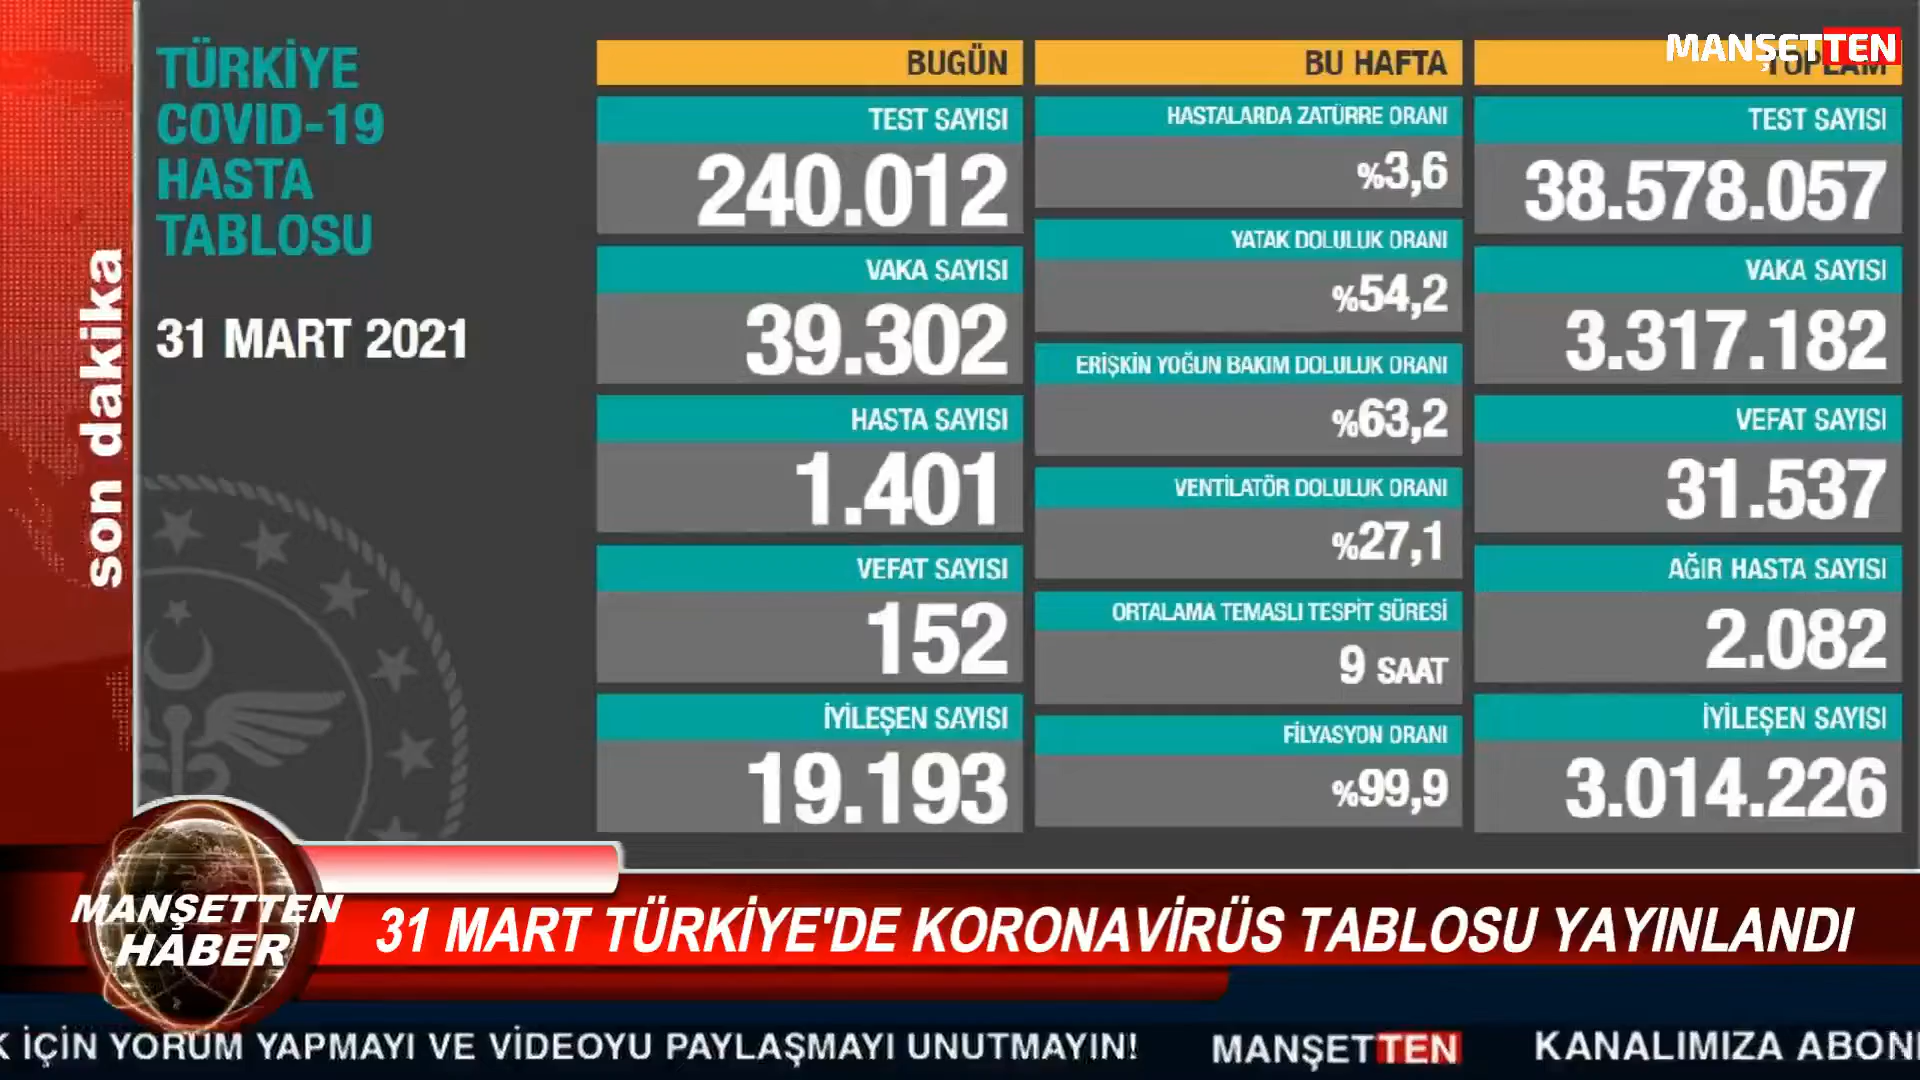 TÜRKİYE
COVID-19
HASTA
TABLOSU
31 MART 2021
son dakika
BUGÜN
TEST SAYISI
240.012
VAKA SAYISI
39.302
HASTA SAYISI
1.401
VEFAT SAYISI
152
İYİLEŞEN SAYISI
19.193
BU HAFTA
HASTALARDA ZATÜRRE ORANI
%3,6
YATAK DOLULUK ORANI
%54,2
ERİŞKİN YOĞUN BAKIM DOLULUK ORANI
%63,2
VENTİLATÖR DOLULUK ORANI
%27,1
ORTALAMA TEMASLI TESPİT SÜRESİ
9 SAAT
FİLYASYON ORANI
%99,9
MANŞETTEN
TOPLAM
TEST SAYISI
38.578.057
VAKA SAYISI
3.317.182
VEFAT SAYISI
31.537
AĞIR HASTA SAYISI
2.082
İYİLEŞEN SAYISI
3.014.226
MANŞETTEN
HABER
31 MART TÜRKİYE'DE KORONAVİRÜS TABLOSU YAYINLANDI
K İÇİN YORUM YAPMAYI VE VİDEOYU PAYLAŞMAYI UNUTMAYIN! MANŞETTEN KANALIMIZA ABON